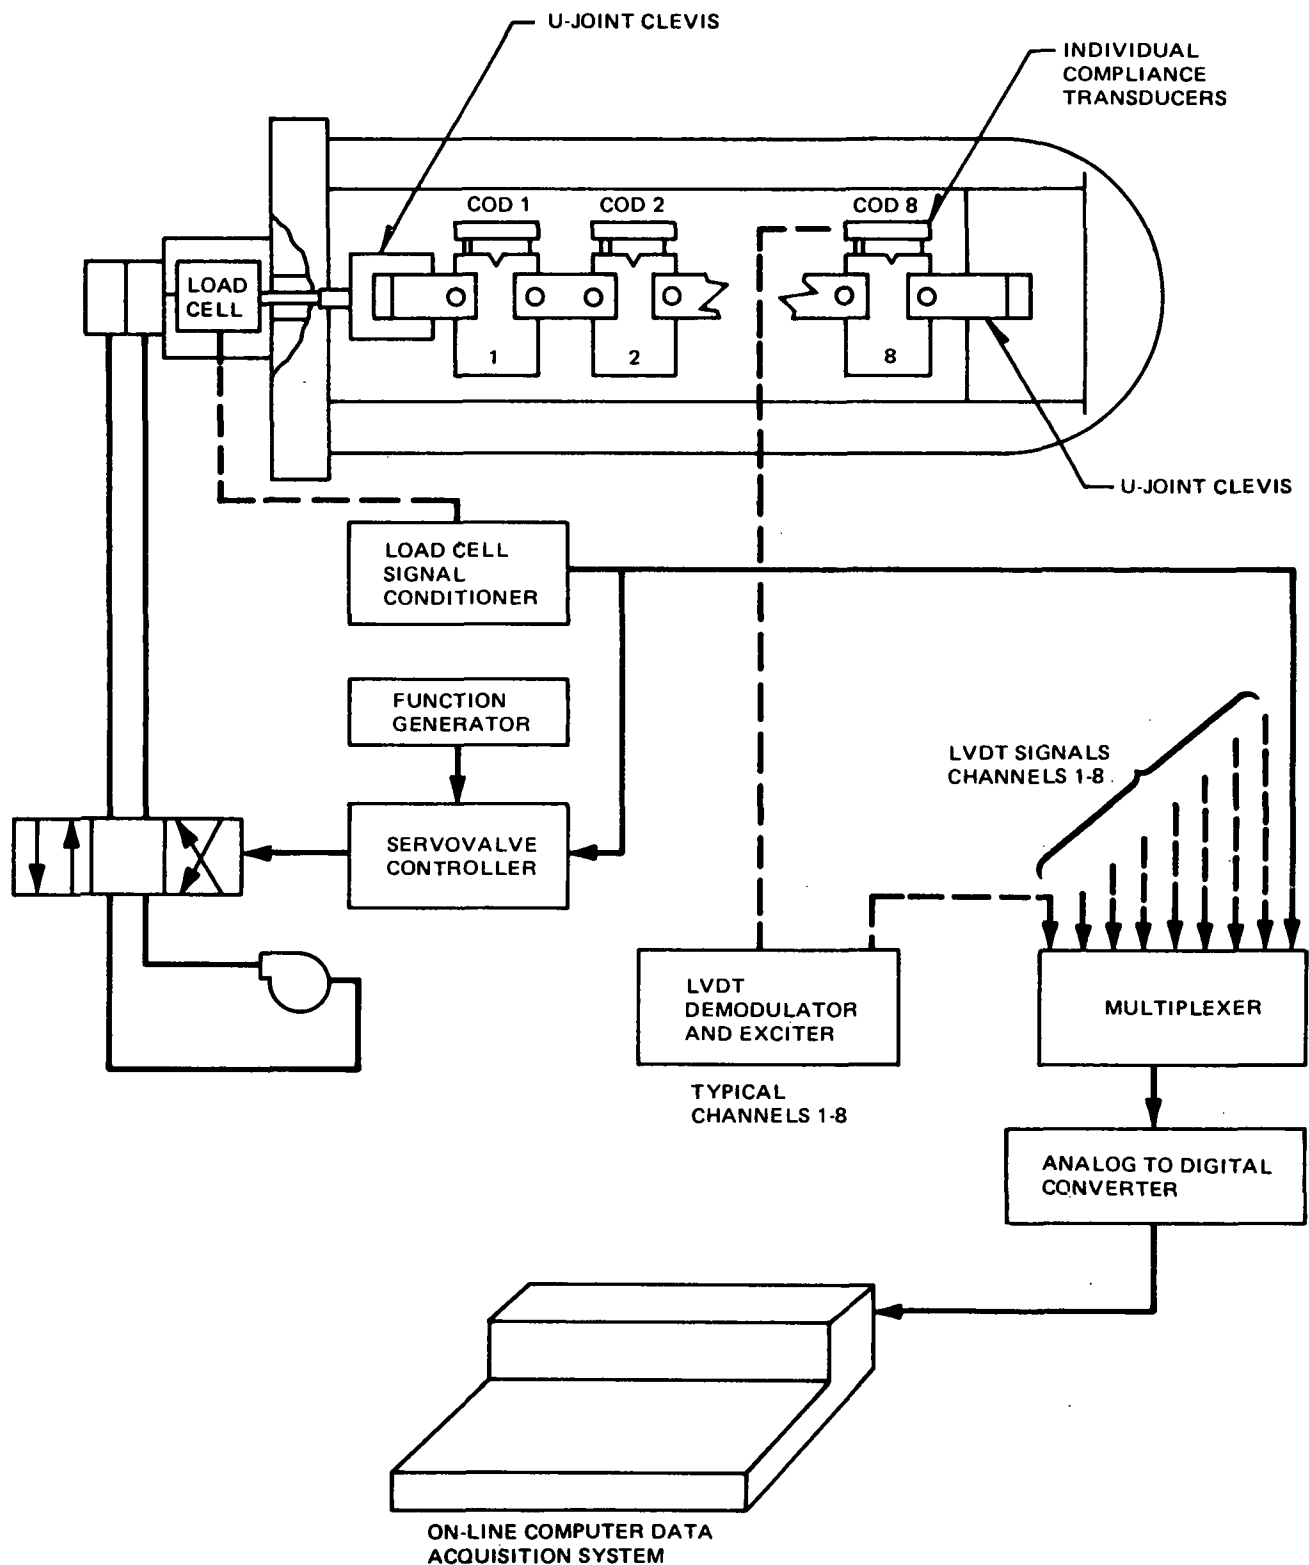 U-JOINT CLEVIS
INDIVIDUAL
COMPLIANCE
TRANSDUCERS
COD 1
COD 2
COD 8
LOAD
CELL
1
2
8
U-JOINT CLEVIS
LOAD CELL
SIGNAL
CONDITIONER
FUNCTION
GENERATOR
LVDT SIGNALS
CHANNELS 1-8
SERVOVALVE
CONTROLLER
LVDT
DEMODULATOR
AND EXCITER
MULTIPLEXER
TYPICAL
CHANNELS 1-8
ANALOG TO DIGITAL
CONVERTER
ON-LINE COMPUTER DATA
ACQUISITION SYSTEM